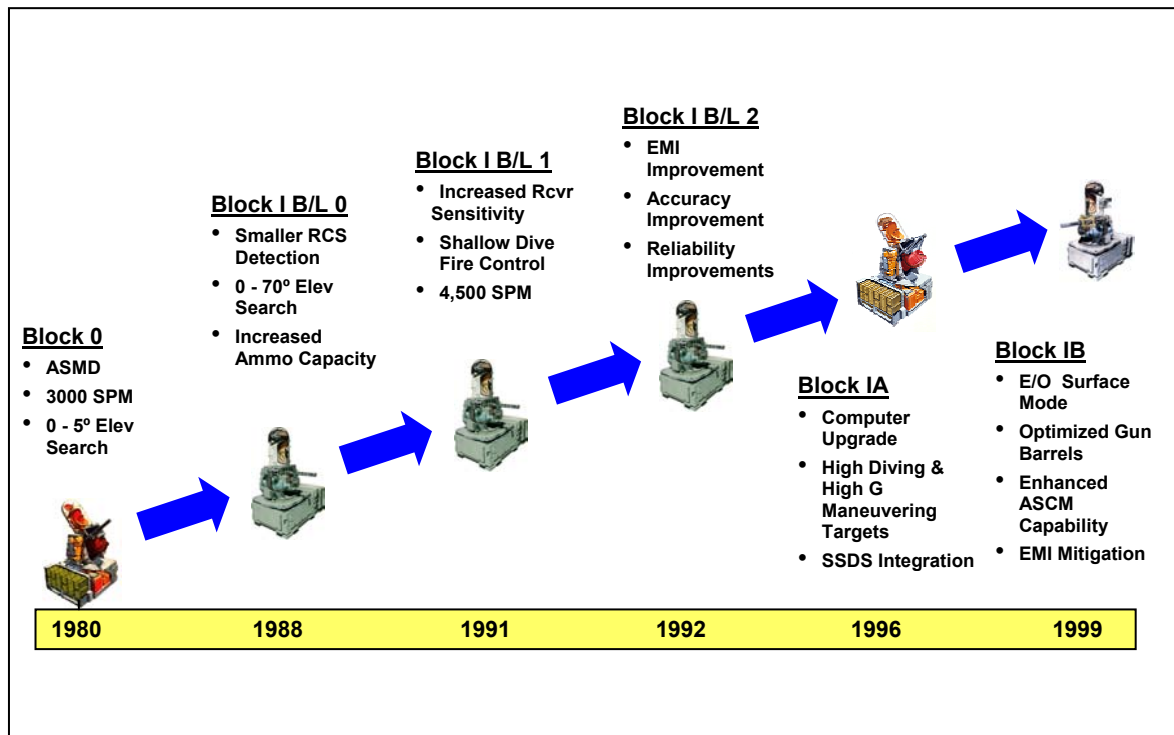 Block 0
• ASMD
• 3000 SPM
• 0 - 5º Elev
Search
Block I B/L 0
• Smaller RCS
Detection
• 0 - 70º Elev
Search
• Increased
Ammo Capacity
Block I B/L 1
• Increased Rcvr
Sensitivity
• Shallow Dive
Fire Control
• 4,500 SPM
Block I B/L 2
• EMI
Improvement
• Accuracy
Improvement
• Reliability
Improvements
Block IA
• Computer
Upgrade
• High Diving &
High G
Maneuvering
Targets
• SSDS Integration
Block IB
• E/O Surface
Mode
• Optimized Gun
Barrels
• Enhanced
ASCM
Capability
• EMI Mitigation
1980 1988 1991 1992 1996 1999